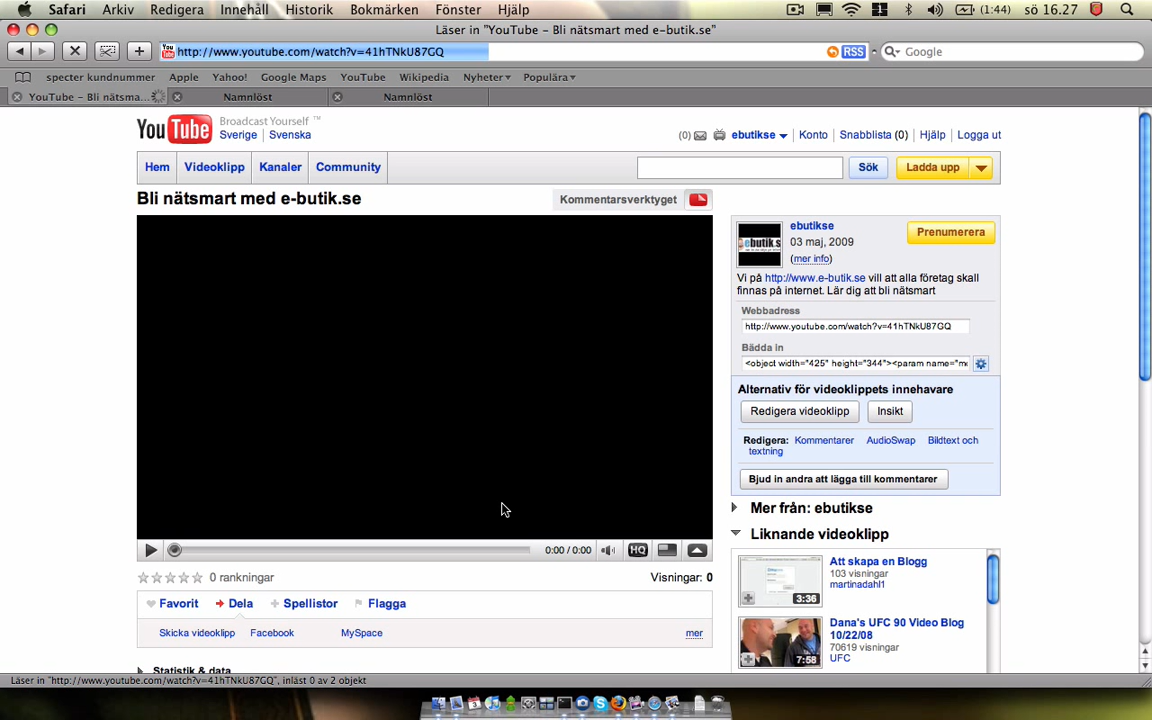 Safari Arkiv Redigera Innehåll Historik Bokmärken Fönster Hjälp (1:44) sö 16.27
Läser in "YouTube - Bli nätsmart med e-butik.se"
http://www.youtube.com/watch?v=41hTNkU87GQ RSS Google
specter kundnummer Apple Yahoo! Google Maps YouTube Wikipedia Nyheter Populära
YouTube - Bli nätsma... Namnlöst Namnlöst
YouTube Broadcast Yourself ™
Sverige | Svenska (0) ebutikse | Konto | Snabblista (0) | Hjälp | Logga ut
Hem Videoklipp Kanaler Community Sök Ladda upp
Bli nätsmart med e-butik.se Kommentarsverktyget
ebutikse
03 maj, 2009
(mer info)
Prenumerera
ebutik.s
Vi på http://www.e-butik.se vill att alla företag skall
finnas på internet. Lär dig att bli nätsmart
Webbadress
http://www.youtube.com/watch?v=41hTNkU87GQ
Bädda in
<object width="425" height="344"><param name="m
Alternativ för videoklippets innehavare
Redigera videoklipp Insikt
Redigera: Kommentarer AudioSwap Bildtext och
textning
Bjud in andra att lägga till kommentarer
Mer från: ebutikse
Liknande videoklipp
0:00 / 0:00 HQ
0 rankningar Visningar: 0
Favorit Dela Spellistor Flagga
Skicka videoklipp Facebook MySpace mer
Statistik & data
Att skapa en Blogg
103 visningar
martinadahl1
3:36
Dana's UFC 90 Video Blog
10/22/08
70619 visningar
UFC
7:58
Läser in "http://www.youtube.com/watch?v=41hTNkU87GQ", inläst 0 av 2 objekt